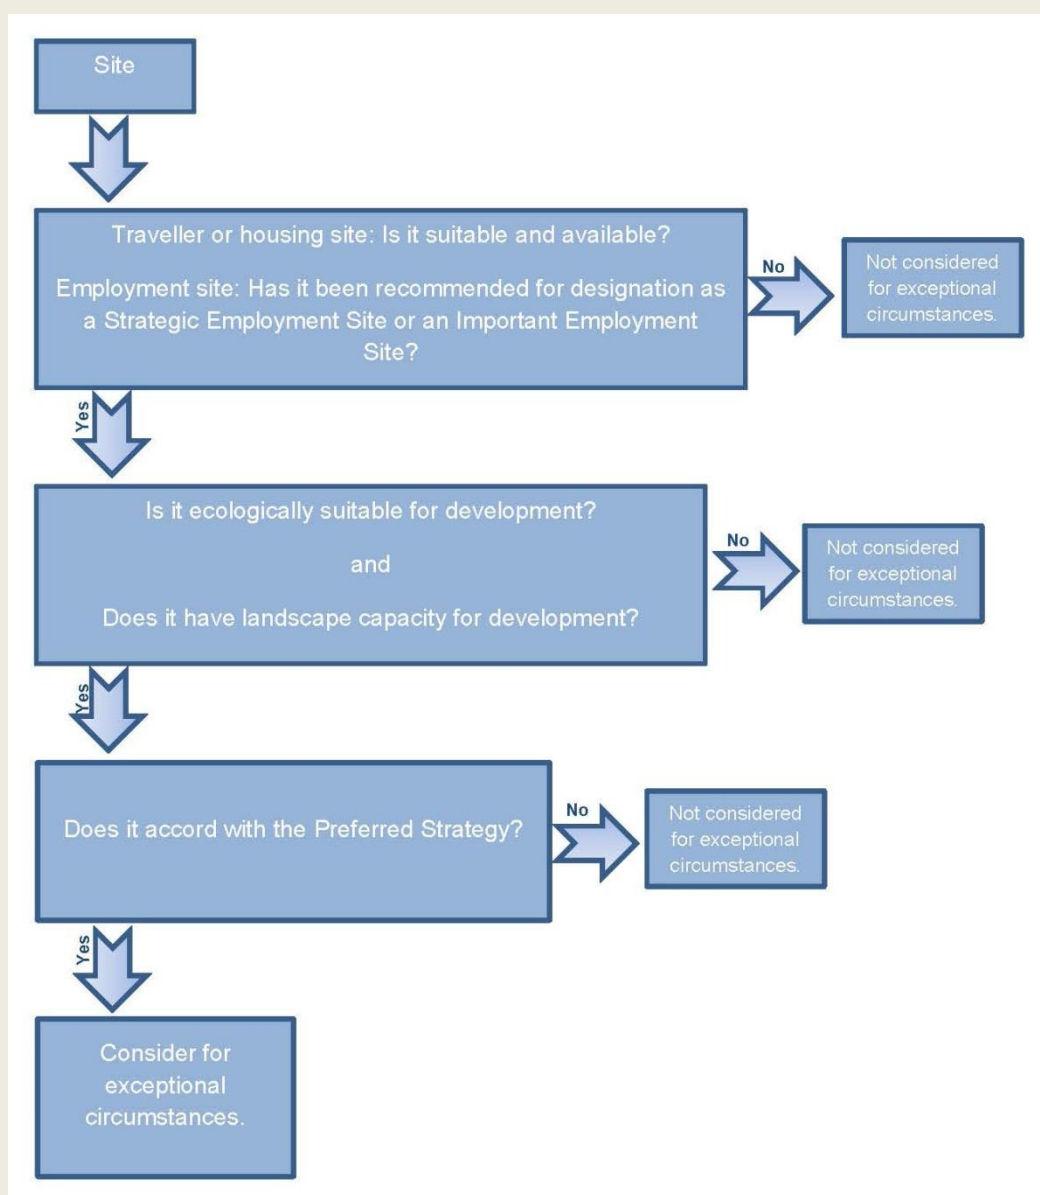 Site
Traveller or housing site: Is it suitable and available?
Employment site: Has it been recommended for designation as
a Strategic Employment Site or an Important Employment
Site?
No
Not considered
for exceptional
circumstances.
Yes
Is it ecologically suitable for development?
and
Does it have landscape capacity for development?
No
Not considered
for exceptional
circumstances.
Yes
Does it accord with the Preferred Strategy?
No
Not considered
for exceptional
circumstances.
Yes
Consider for
exceptional
circumstances.